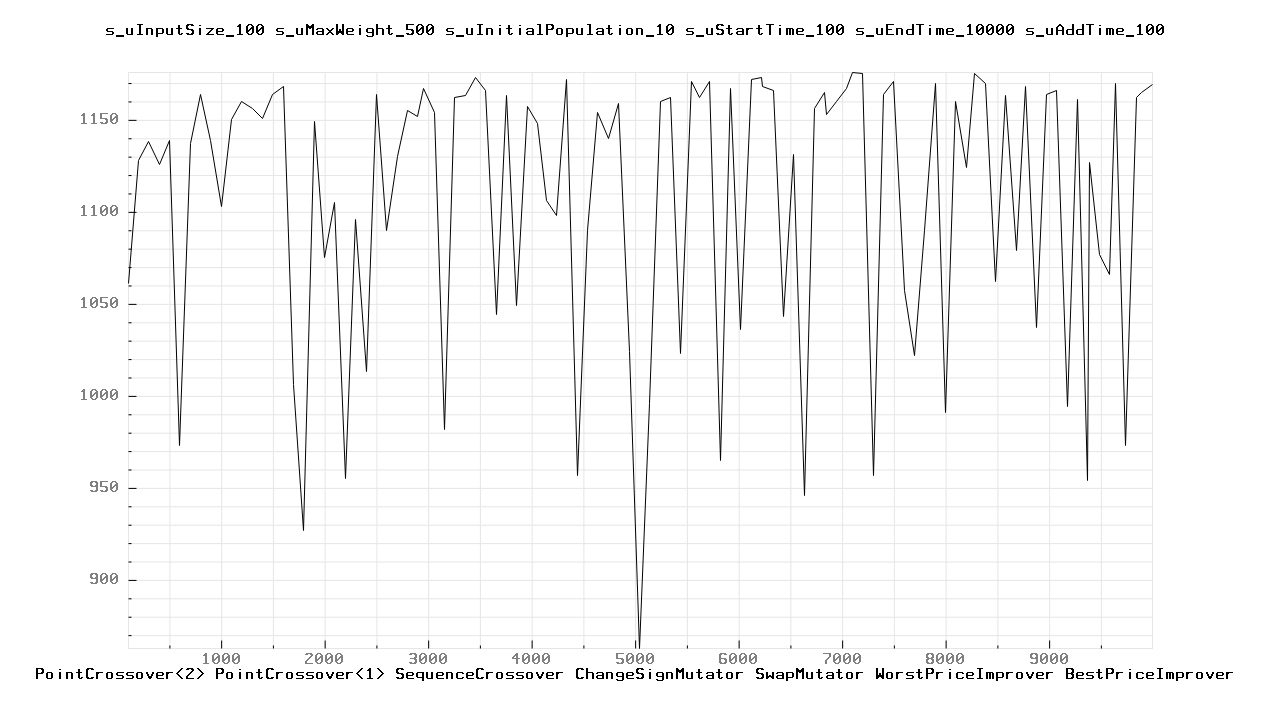 s_uInputSize_100 s_uMaxWeight_500 s_uInitialPopulation_10 s_uStartTime_100 s_uEndTime_10000 s_uAddTime_100
1150
1100
1050
1000
950
900
1000 2000 3000 4000 5000 6000 7000 8000 9000
PointCrossover<2> PointCrossover<1> SequenceCrossover ChangeSignMutator SwapMutator WorstPriceImprover BestPriceImprover